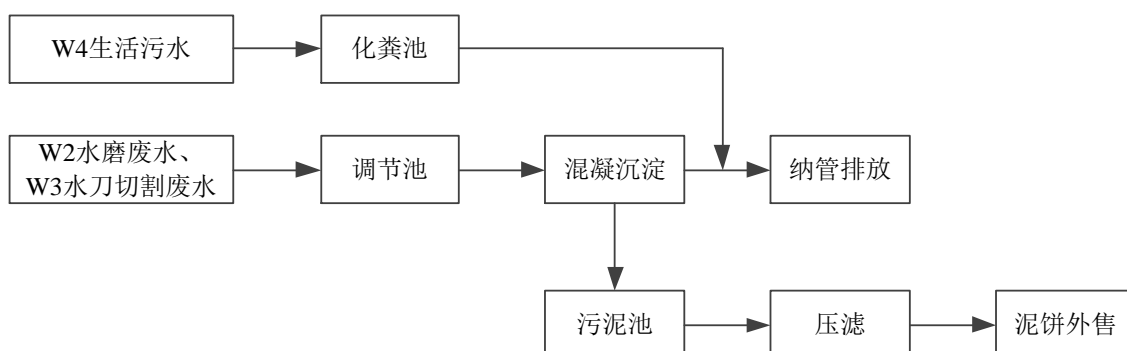 W4生活污水
化粪池
W2水磨废水、
W3水刀切割废水
调节池
混凝沉淀
纳管排放
污泥池
压滤
泥饼外售